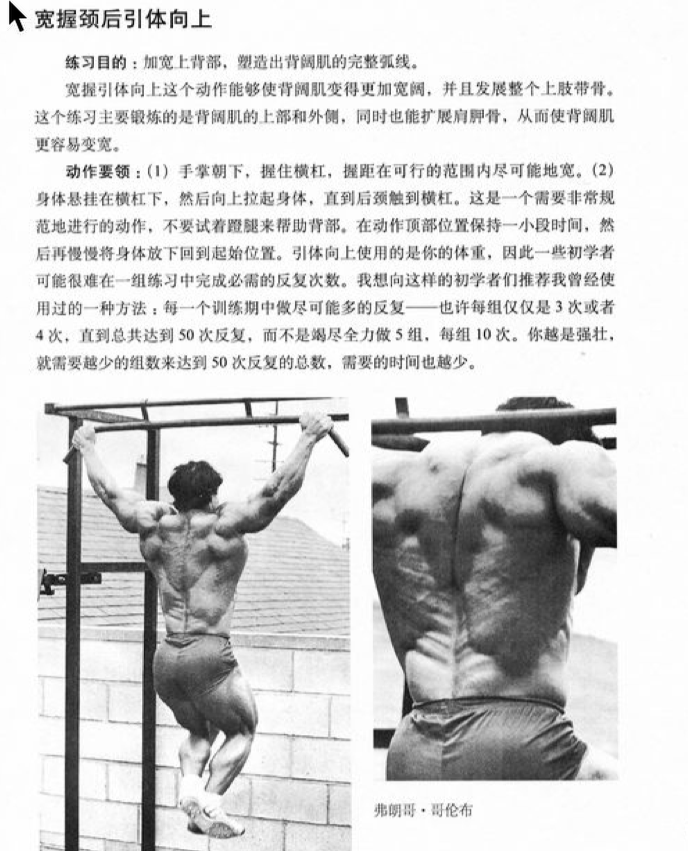 宽握颈后引体向上
练习目的：加宽上背部，塑造出背阔肌的完整弧线。
宽握引体向上这个动作能够使背阔肌变得更加宽阔，并且发展整个上肢带骨。
这个练习主要锻炼的是背阔肌的上部和外侧，同时也能扩展肩胛骨，从而使背阔肌
更容易变宽。
动作要领：（1）手掌朝下，握住横杠，握距在可行的范围内尽可能地宽。（2）
身体悬挂在横杠下，然后向上拉起身体，直到后颈触到横杠。这是一个需要非常规
范地进行的动作，不要试着蹬腿来帮助背部。在动作顶部位置保持一小段时间，然
后再慢慢将身体放下回到起始位置。引体向上使用的是你的体重，因此一些初学者
可能很难在一组练习中完成必需的反复次数。我想向这样的初学者们推荐我曾经使
用过的一种方法：每一个训练期中做尽可能多的反复——也许每组仅仅是 3 次或者
4 次，直到总共达到 50 次反复，而不是竭尽全力做 5 组，每组 10 次。你越是强壮，
就需要越少的组数来达到 50 次反复的总数，需要的时间也越少。
弗朗哥·哥伦布